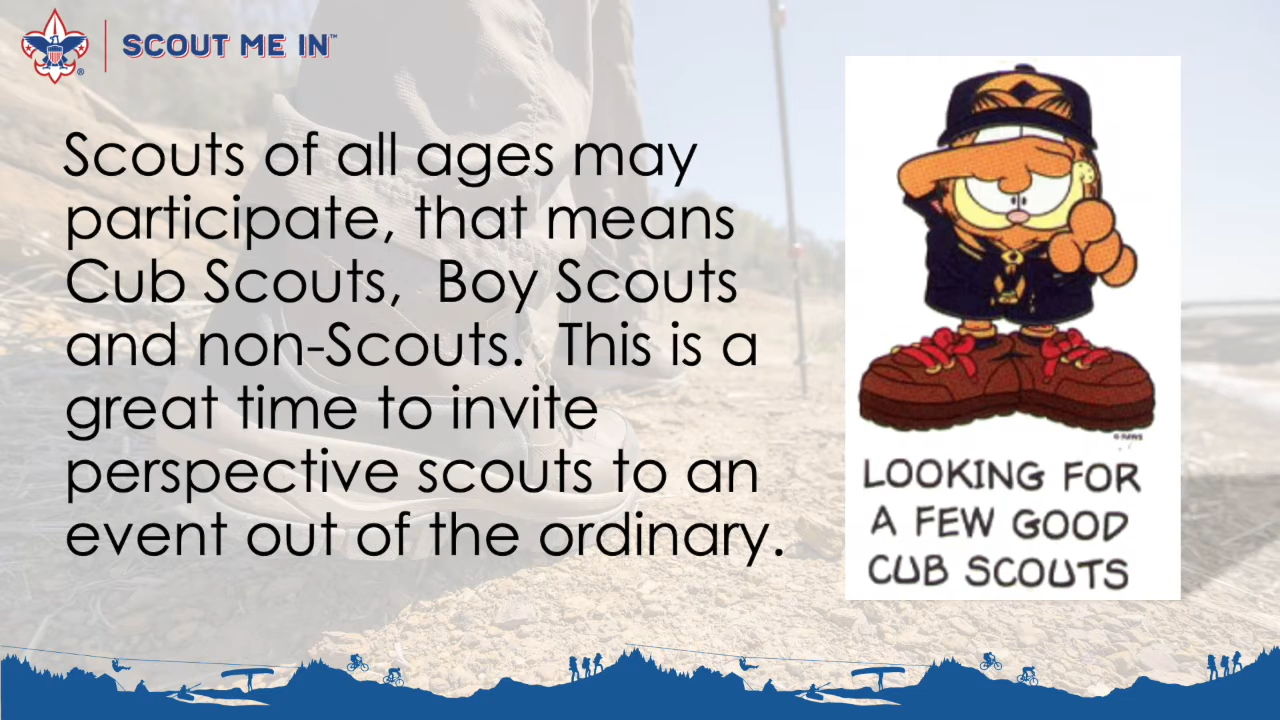 SCOUT ME IN™
Scouts of all ages may
participate, that means
Cub Scouts,  Boy Scouts
and non-Scouts.  This is a
great time to invite
perspective scouts to an
event out of the ordinary.
© PAWS
LOOKING FOR
A FEW GOOD
CUB SCOUTS